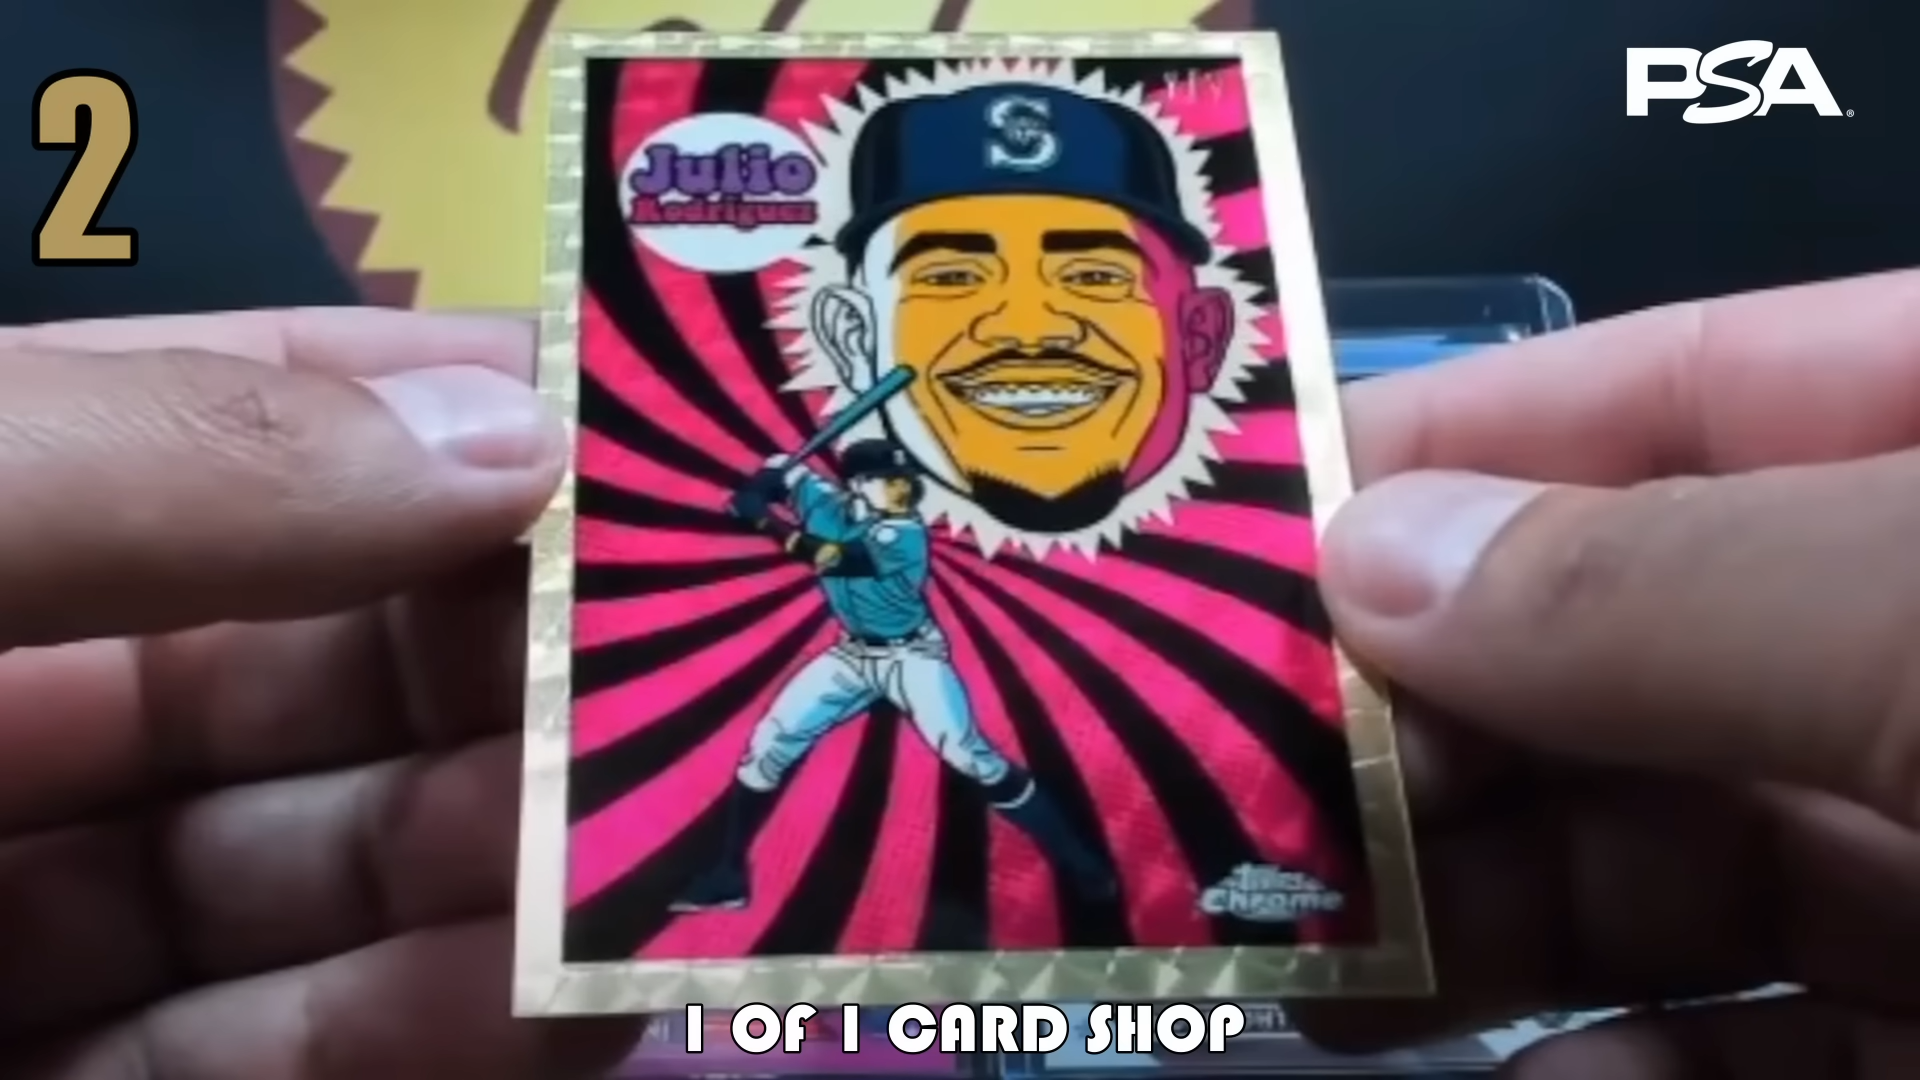 2
PSA
®
S
Julio
Rodriguez
Topps
Chrome
1 OF 1 CARD SHOP